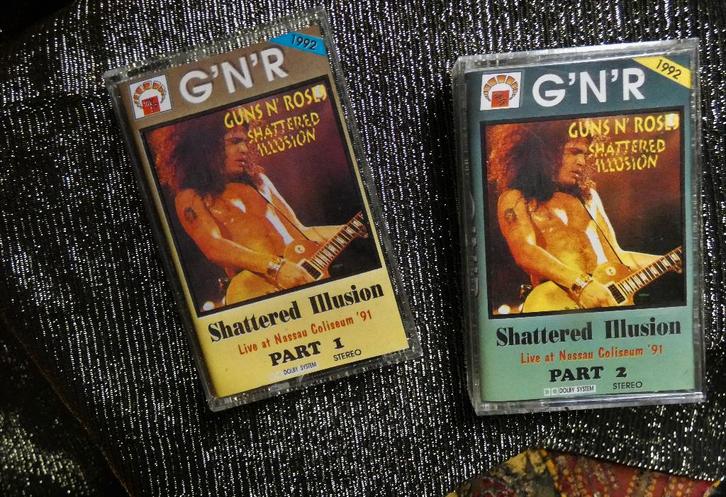 1992
G'N'R
GUNS N' ROSES
SHATTERED
ILLUSION
Shattered Illusion
Live at Nassau Coliseum '91
PART 1
DOLBY SYSTEM
STEREO
1992
G'N'R
GUNS N' ROSES
SHATTERED
ILLUSION
Shattered Illusion
Live at Nassau Coliseum '91
PART 2
DOLBY SYSTEM
STEREO